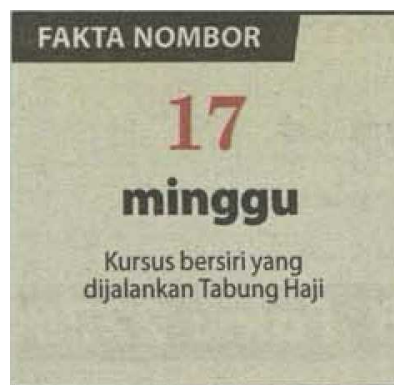 FAKTA NOMBOR
17
minggu
Kursus bersiri yang
dijalankan Tabung Haji